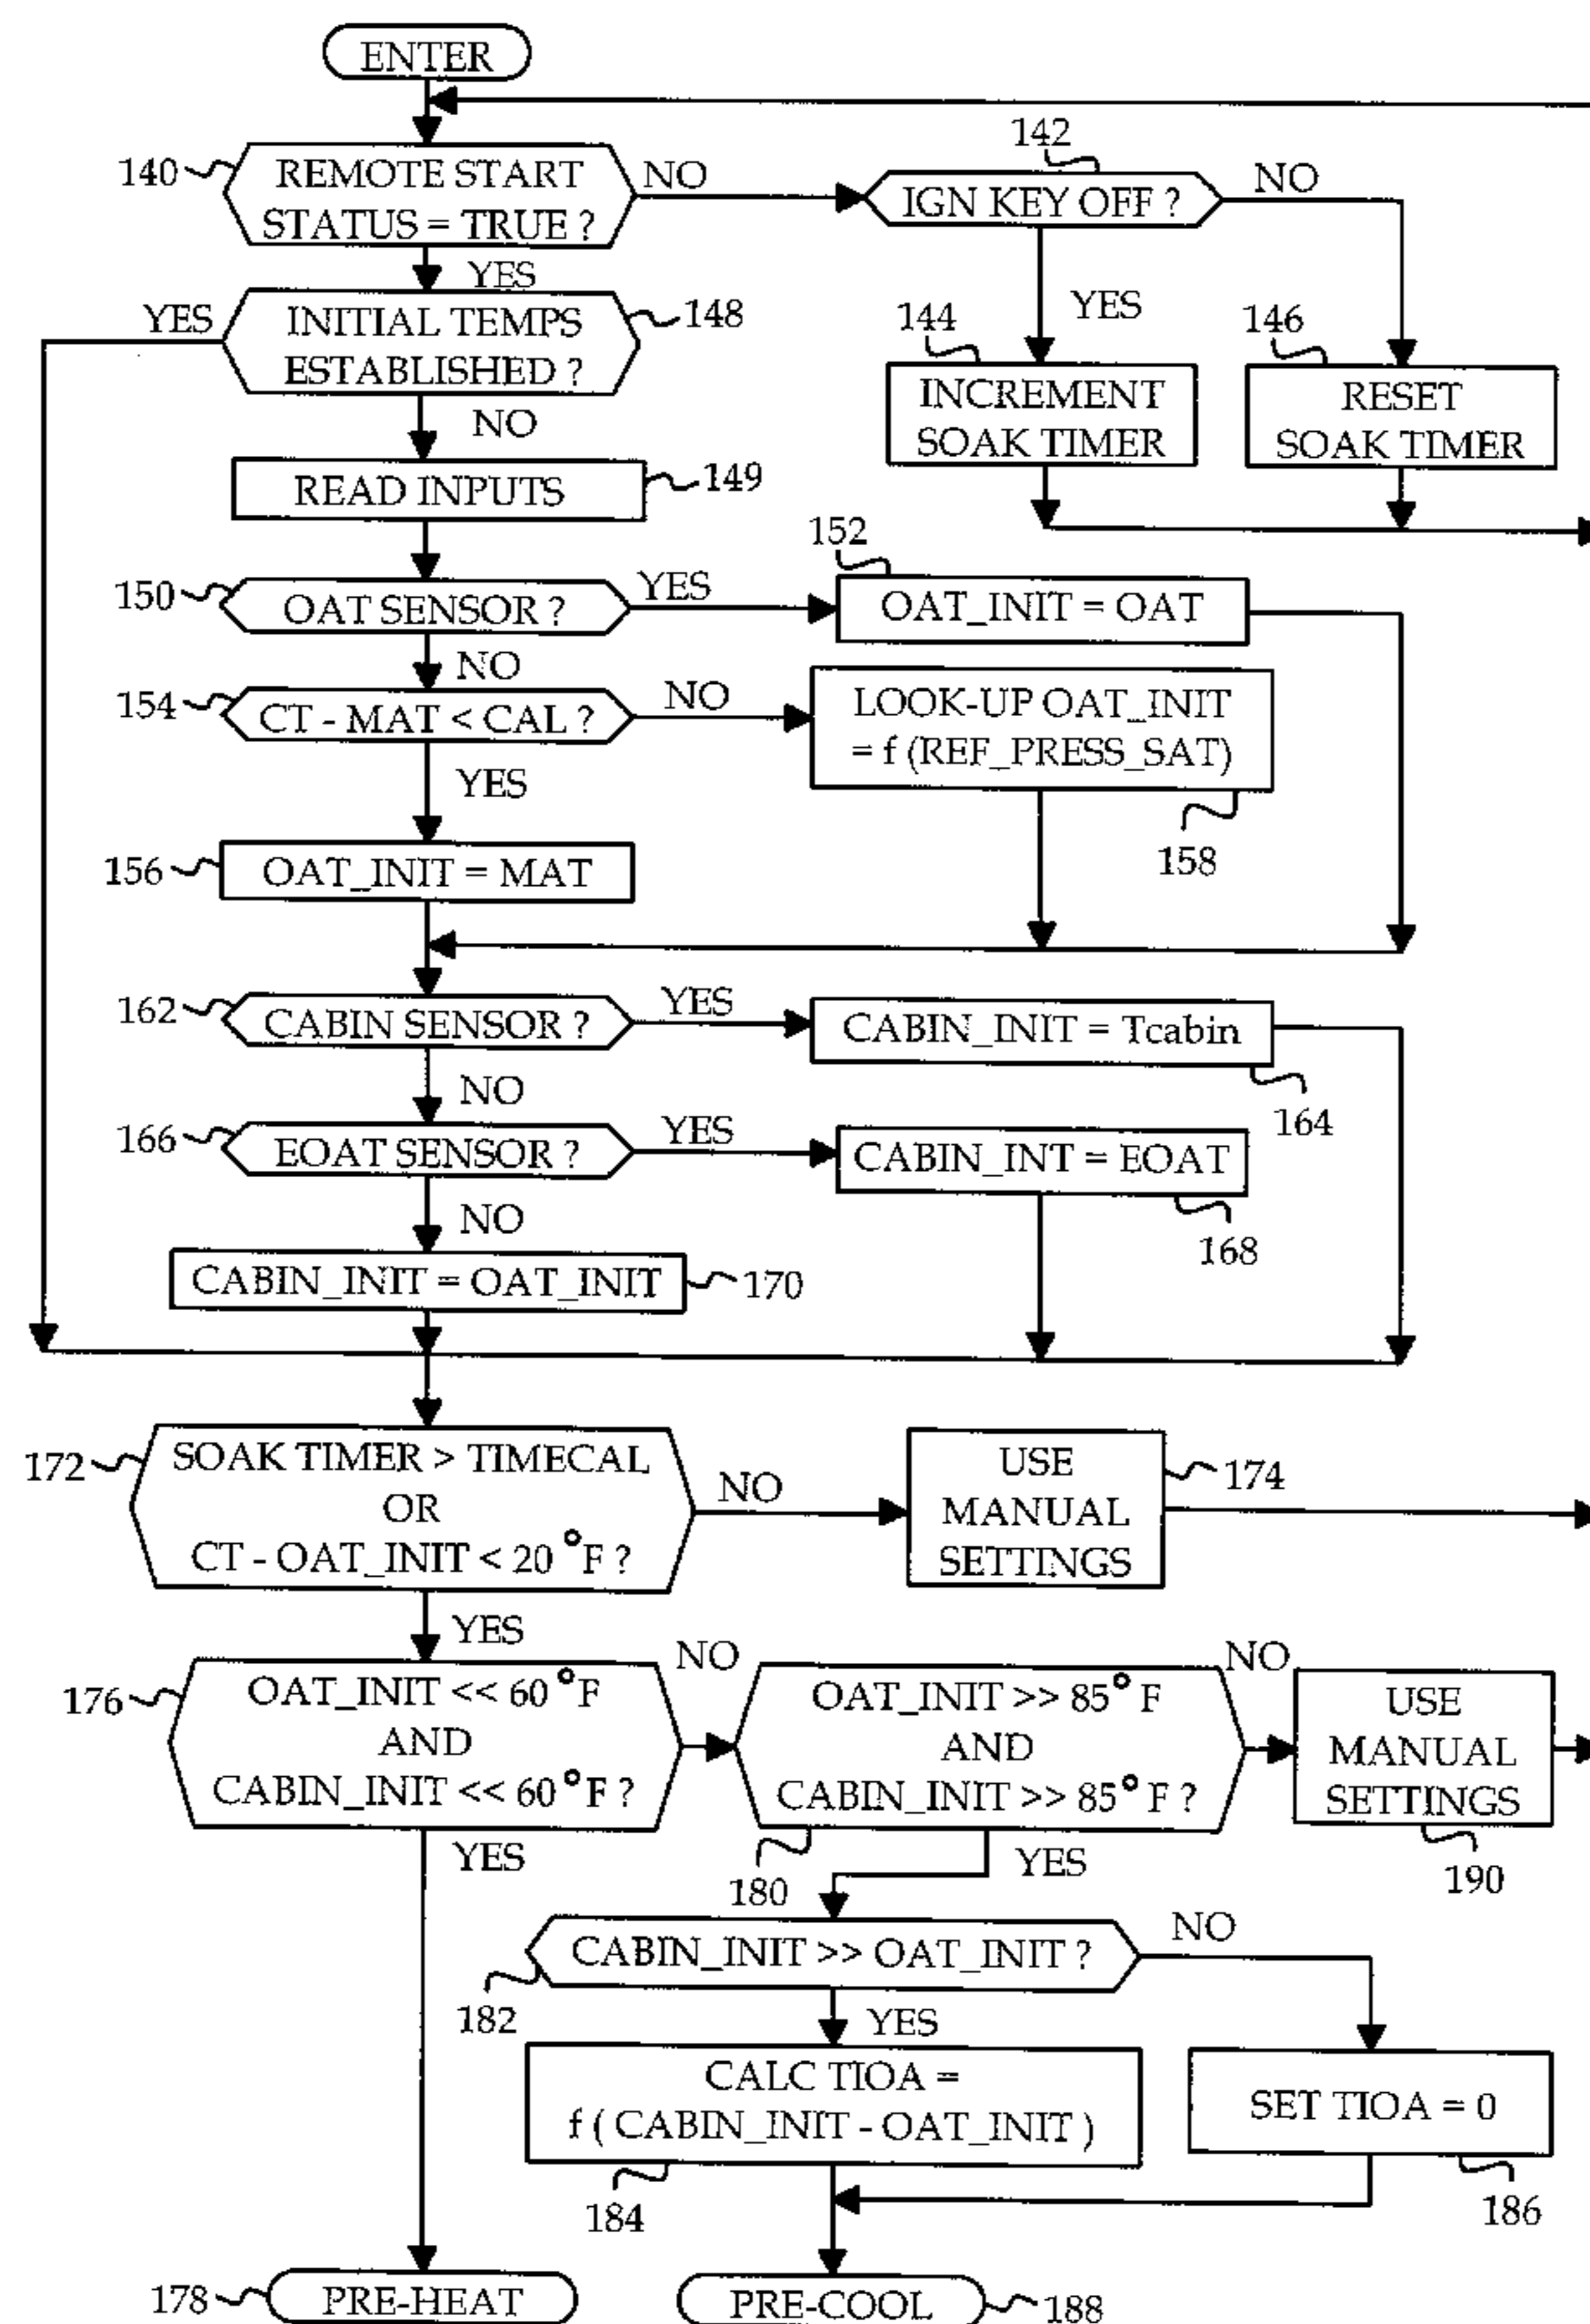 ENTER
140
REMOTE START
STATUS = TRUE ?
NO
142
IGN KEY OFF ?
NO
YES
YES
148
INITIAL TEMPS
ESTABLISHED ?
YES
144
INCREMENT
SOAK TIMER
146
RESET
SOAK TIMER
NO
READ INPUTS
149
150
OAT SENSOR ?
YES
152
OAT_INIT = OAT
NO
154
CT - MAT < CAL ?
NO
LOOK-UP OAT_INIT
= f (REF_PRESS_SAT)
158
YES
156
OAT_INIT = MAT
162
CABIN SENSOR ?
YES
CABIN_INIT = Tcabin
164
NO
166
EOAT SENSOR ?
YES
CABIN_INT = EOAT
168
NO
CABIN_INIT = OAT_INIT
170
172
SOAK TIMER > TIMECAL
OR
CT - OAT_INIT < 20 °F ?
NO
USE
MANUAL
SETTINGS
174
YES
176
OAT_INIT << 60 °F
AND
CABIN_INIT << 60 °F ?
NO
OAT_INIT >> 85° F
AND
CABIN_INIT >> 85° F ?
180
NO
USE
MANUAL
SETTINGS
190
YES
YES
CABIN_INIT >> OAT_INIT ?
182
NO
YES
CALC TIOA =
f ( CABIN_INIT - OAT_INIT )
184
SET TIOA = 0
186
178
PRE-HEAT
PRE-COOL
188